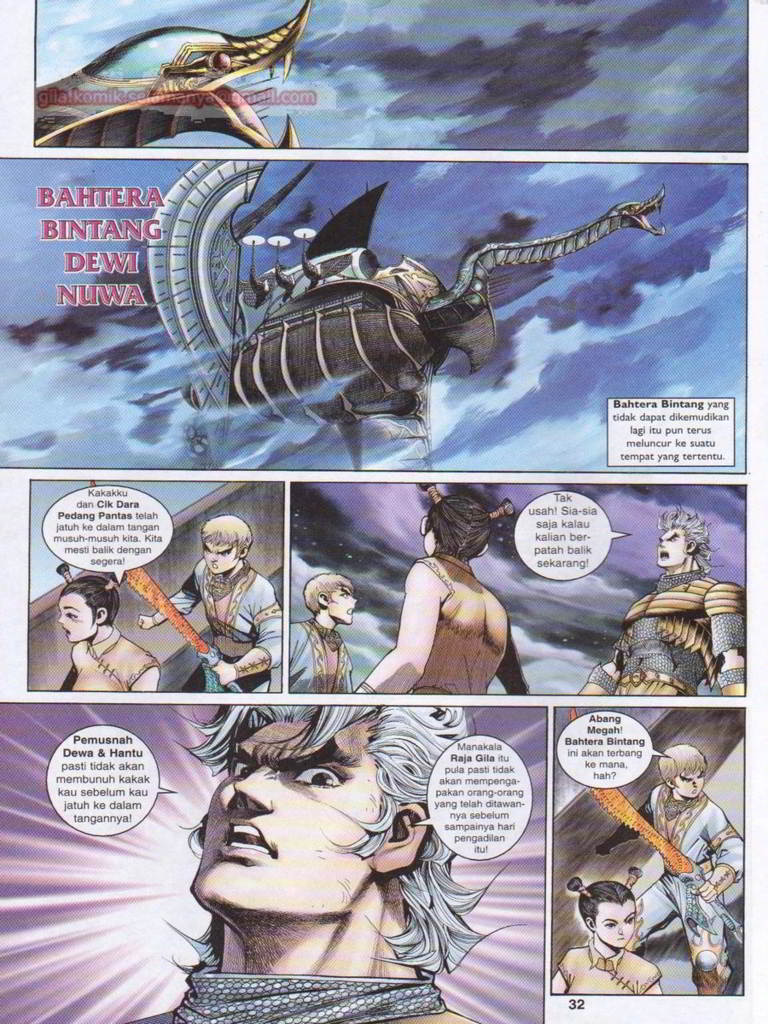 gilatkomik.selamanya@gmail.com
BAHTERA
BINTANG
DEWI
NUWA
Bahtera Bintang yang
tidak dapat dikemudikan
lagi itu pun terus
meluncur ke suatu
tempat yang tertentu.
Kakakku
dan Cik Dara
Pedang Pantas telah
jatuh ke dalam tangan
musuh-musuh kita. Kita
mesti balik dengan
segera!
Tak
usah! Sia-sia
saja kalau
kalian ber-
patah balik
sekarang!
Pemusnah
Dewa & Hantu
pasti tidak akan
membunuh kakak
kau sebelum kau
jatuh ke dalam
tangannya!
Manakala
Raja Gila itu
pula pasti tidak
akan mempenga-
pakan orang-orang
yang telah ditawan-
nya sebelum
sampainya hari
pengadilan
itu!
Abang
Megah!
Bahtera Bintang
ini akan terbang
ke mana,
hah?
32